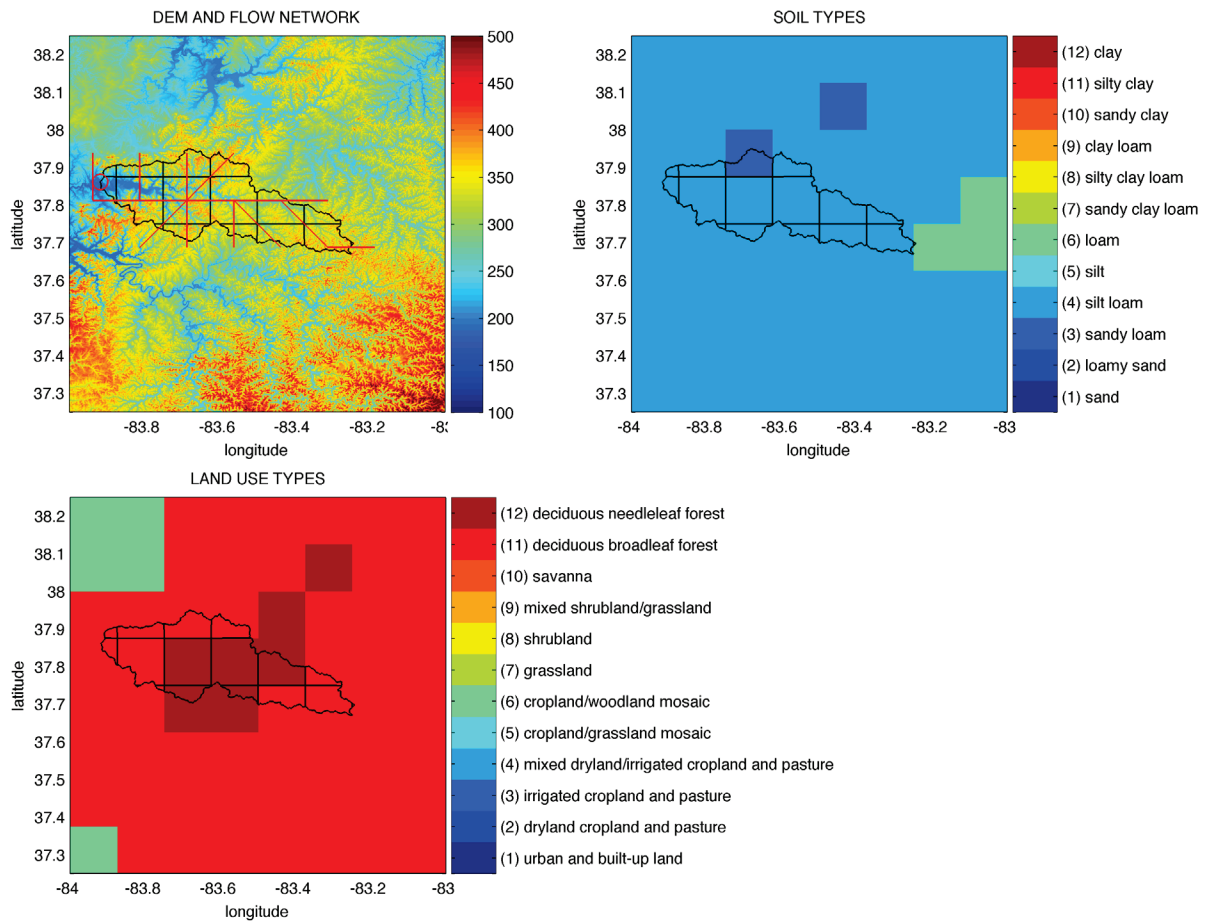 DEM AND FLOW NETWORK
38.2
38.1
38
37.9
37.8
37.7
37.6
37.5
37.4
37.3
latitude
-83.8
-83.6
-83.4
-83.2
-8
longitude
500
450
400
350
300
250
200
150
100
SOIL TYPES
38.2
38.1
38
37.9
37.8
37.7
37.6
37.5
37.4
37.3
latitude
-84
-83.8
-83.6
-83.4
-83.2
-83
longitude
(12) clay
(11) silty clay
(10) sandy clay
(9) clay loam
(8) silty clay loam
(7) sandy clay loam
(6) loam
(5) silt
(4) silt loam
(3) sandy loam
(2) loamy sand
(1) sand
LAND USE TYPES
38.2
38.1
38
37.9
37.8
37.7
37.6
37.5
37.4
37.3
latitude
-84
-83.8
-83.6
-83.4
-83.2
-83
longitude
(12) deciduous needleleaf forest
(11) deciduous broadleaf forest
(10) savanna
(9) mixed shrubland/grassland
(8) shrubland
(7) grassland
(6) cropland/woodland mosaic
(5) cropland/grassland mosaic
(4) mixed dryland/irrigated cropland and pasture
(3) irrigated cropland and pasture
(2) dryland cropland and pasture
(1) urban and built-up land